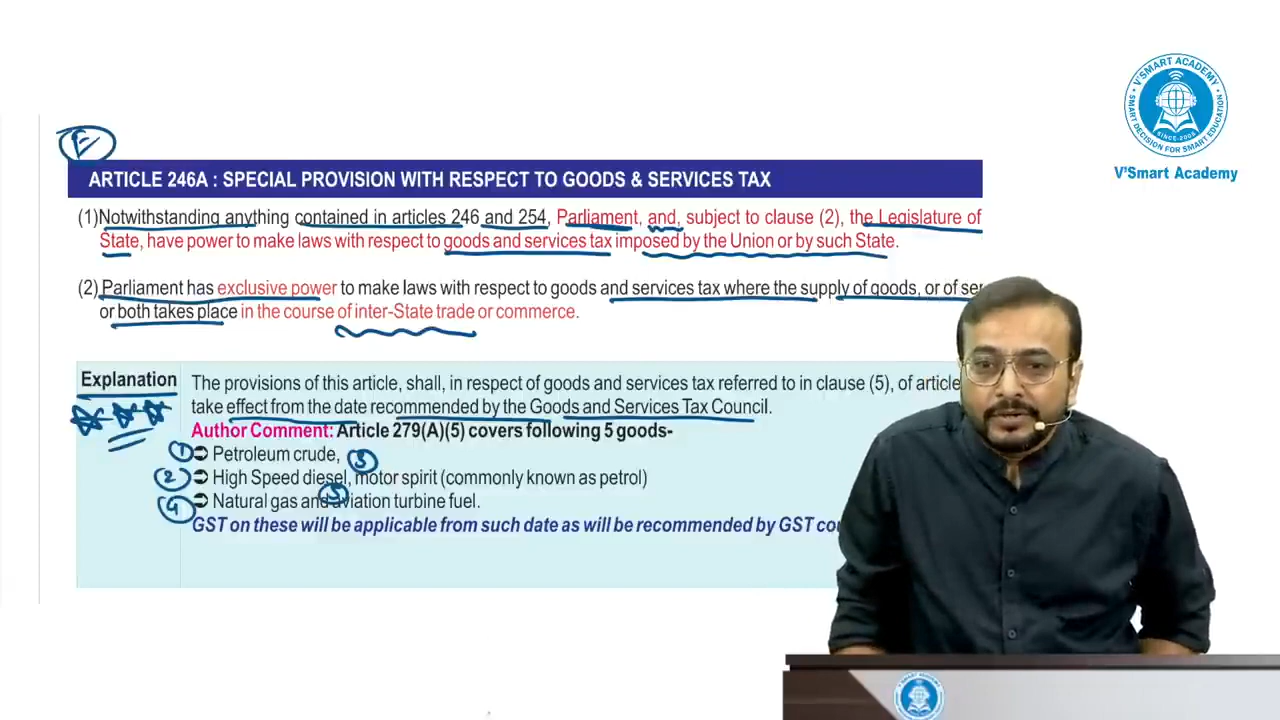 V'SMART ACADEMY
SMART DECISION FOR SMART EDUCATION
SINCE-2008
V'Smart Academy
E
ARTICLE 246A : SPECIAL PROVISION WITH RESPECT TO GOODS & SERVICES TAX
(1) Notwithstanding anything contained in articles 246 and 254, Parliament, and, subject to clause (2), the Legislature of
State, have power to make laws with respect to goods and services tax imposed by the Union or by such State.
(2) Parliament has exclusive power to make laws with respect to goods and services tax where the supply of goods, or of
or both takes place in the course of inter-State trade or commerce.
Explanation
The provisions of this article, shall, in respect of goods and services tax referred to in clause (5), of article
take effect from the date recommended by the Goods and Services Tax Council.
Author Comment: Article 279(A)(5) covers following 5 goods-
1 ➲ Petroleum crude, 3
2 ➲ High Speed diesel, motor spirit (commonly known as petrol)
4 ➲ Natural gas and aviation turbine fuel. 5
GST on these will be applicable from such date as will be recommended by GST